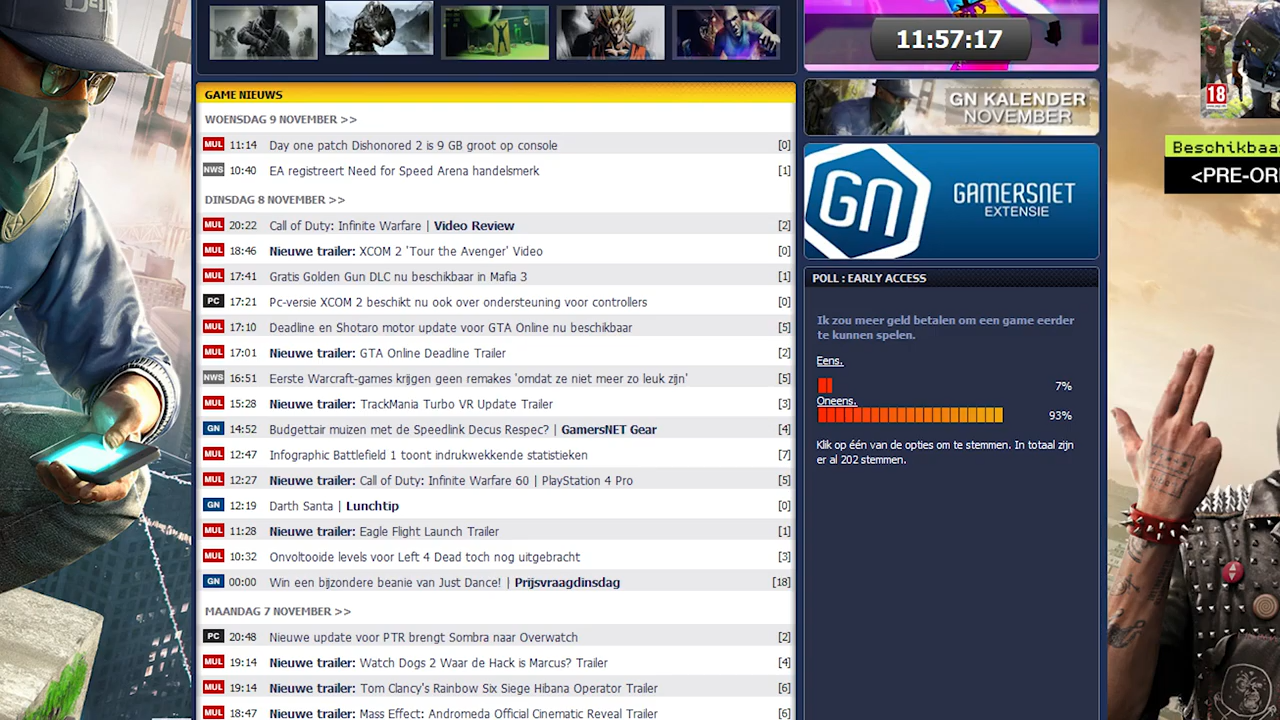 11:57:17
GN KALENDER
NOVEMBER
18
Beschikbaa
<PRE-OR
GN
GAMERSNET
EXTENSIE
GAME NIEUWS
WOENSDAG 9 NOVEMBER >>
MUL 11:14 Day one patch Dishonored 2 is 9 GB groot op console [0]
NWS 10:40 EA registreert Need for Speed Arena handelsmerk [1]
DINSDAG 8 NOVEMBER >>
MUL 20:22 Call of Duty: Infinite Warfare | Video Review [2]
MUL 18:46 Nieuwe trailer: XCOM 2 'Tour the Avenger' Video [0]
MUL 17:41 Gratis Golden Gun DLC nu beschikbaar in Mafia 3 [1]
PC 17:21 Pc-versie XCOM 2 beschikt nu ook over ondersteuning voor controllers [0]
MUL 17:10 Deadline en Shotaro motor update voor GTA Online nu beschikbaar [5]
MUL 17:01 Nieuwe trailer: GTA Online Deadline Trailer [2]
NWS 16:51 Eerste Warcraft-games krijgen geen remakes 'omdat ze niet meer zo leuk zijn' [5]
MUL 15:28 Nieuwe trailer: TrackMania Turbo VR Update Trailer [3]
GN 14:52 Budgettair muizen met de Speedlink Decus Respec? | GamersNET Gear [4]
MUL 12:47 Infographic Battlefield 1 toont indrukwekkende statistieken [7]
MUL 12:27 Nieuwe trailer: Call of Duty: Infinite Warfare 60 | PlayStation 4 Pro [5]
GN 12:19 Darth Santa | Lunchtip [0]
MUL 11:28 Nieuwe trailer: Eagle Flight Launch Trailer [1]
MUL 10:32 Onvoltooide levels voor Left 4 Dead toch nog uitgebracht [3]
GN 00:00 Win een bijzondere beanie van Just Dance! | Prijsvraagdinsdag [18]
MAANDAG 7 NOVEMBER >>
PC 20:48 Nieuwe update voor PTR brengt Sombra naar Overwatch [2]
MUL 19:14 Nieuwe trailer: Watch Dogs 2 Waar de Hack is Marcus? Trailer [4]
MUL 19:14 Nieuwe trailer: Tom Clancy's Rainbow Six Siege Hibana Operator Trailer [6]
MUL 18:47 Nieuwe trailer: Mass Effect: Andromeda Official Cinematic Reveal Trailer [6]
POLL : EARLY ACCESS
Ik zou meer geld betalen om een game eerder
te kunnen spelen.
Eens.
7%
Oneens.
93%
Klik op één van de opties om te stemmen. In totaal zijn
er al 202 stemmen.